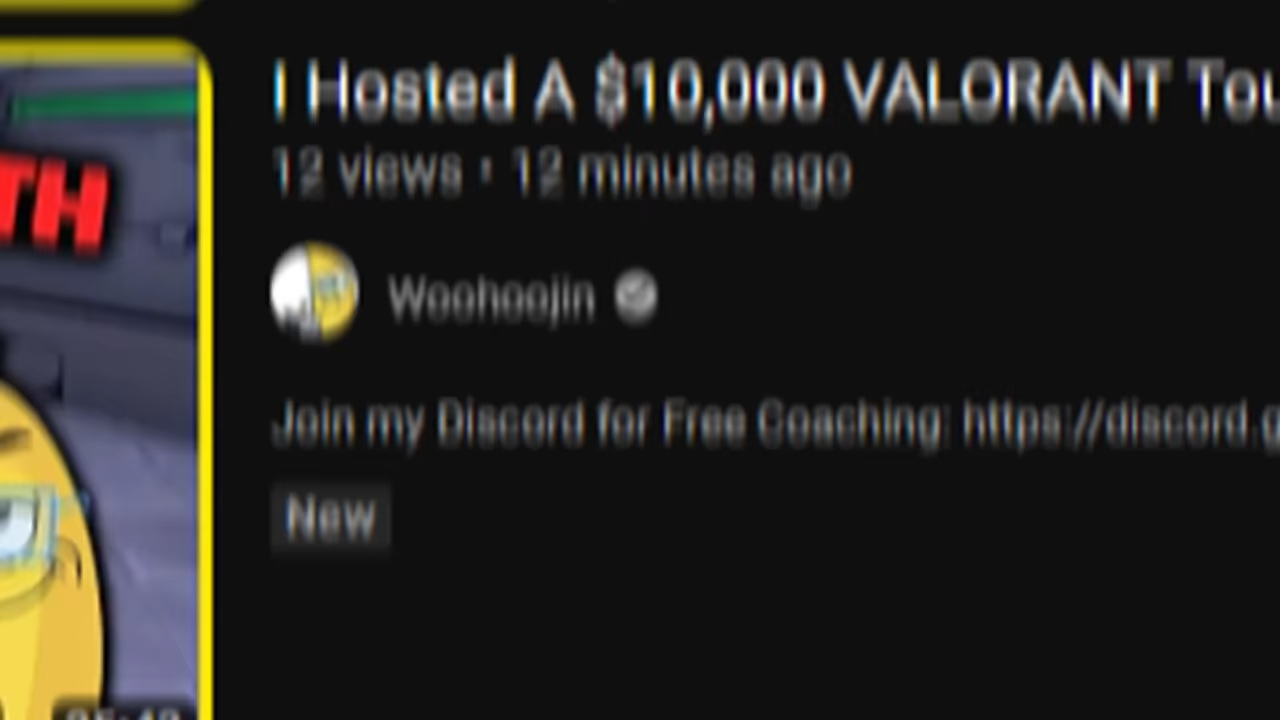 TH
I Hosted A $10,000 VALORANT Tou
12 views • 12 minutes ago
Woohoojin
Join my Discord for Free Coaching: https://discord.g
New